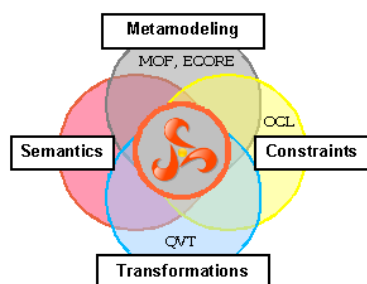 Metamodeling
MOF, ECORE
OCL
Semantics
Constraints
QVT
Transformations